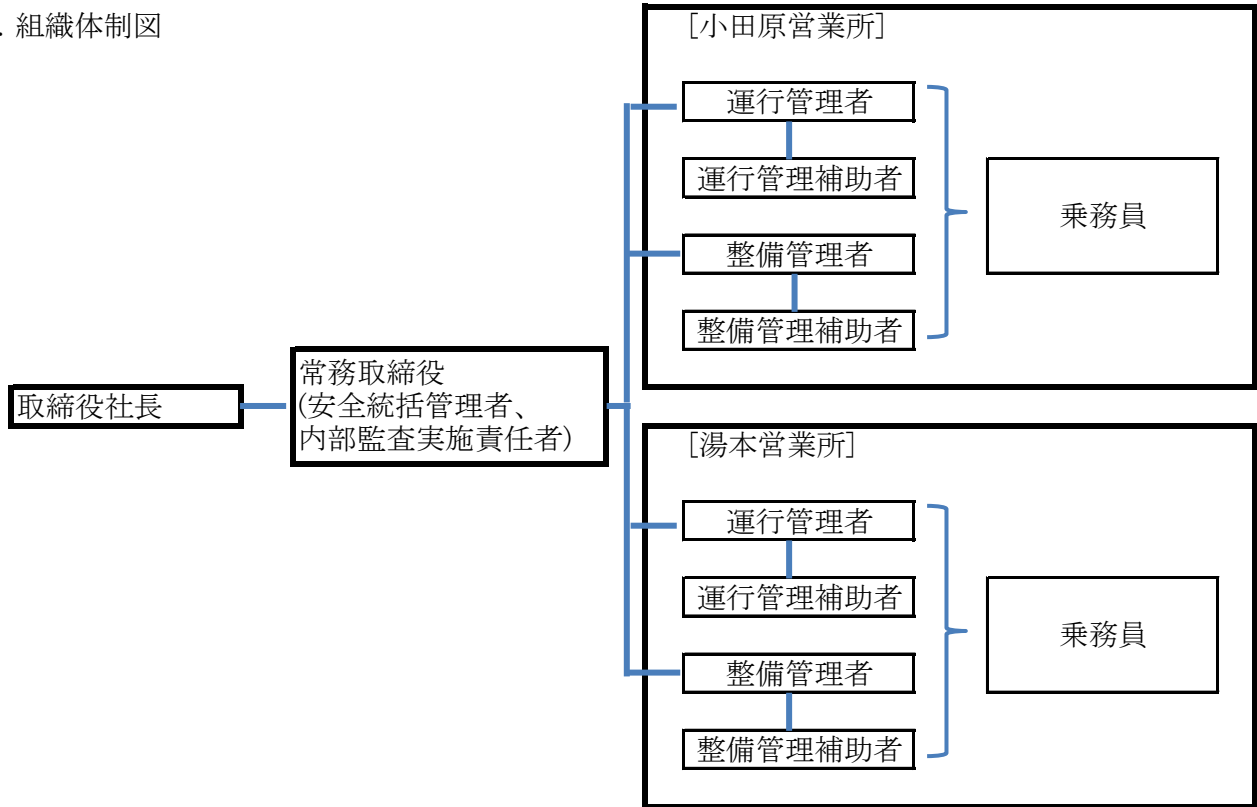 . 組織体制図
[小田原営業所]
運行管理者
運行管理補助者
整備管理者
整備管理補助者
乗務員
取締役社長
常務取締役
(安全統括管理者、
内部監査実施責任者)
[湯本営業所]
運行管理者
運行管理補助者
整備管理者
整備管理補助者
乗務員